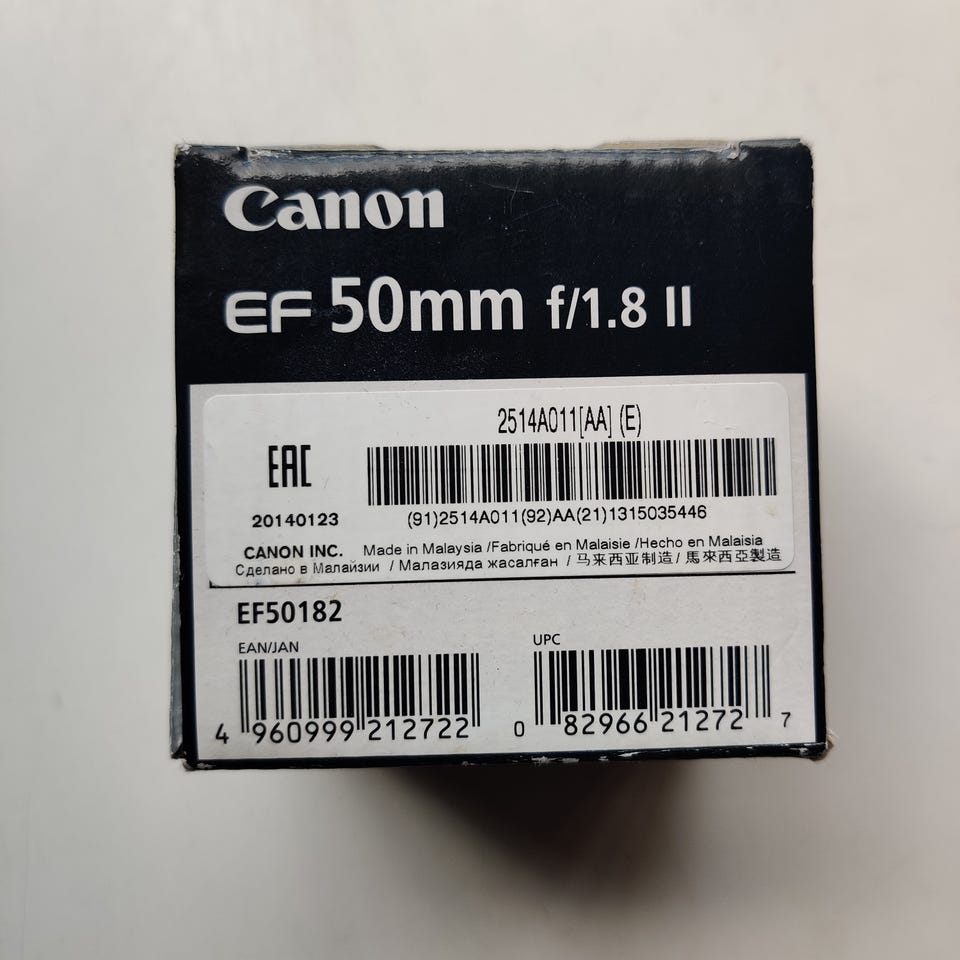 Canon
EF 50mm f/1.8 II
2514A011[AA] (E)
EAC
20140123
(91)2514A011(92)AA(21)1315035446
CANON INC. Made in Malaysia /Fabriqué en Malaisie /Hecho en Malaisia
Сделано в Малайзии / Малазияда жасалған / 马来西亚制造 / 馬來西亞製造
EF50182
EAN/JAN
UPC
4 960999 212722
0 82966 21272 7